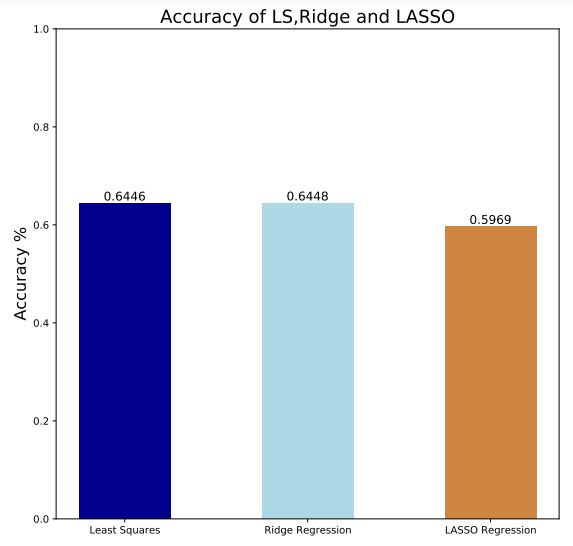 Accuracy of LS,Ridge and LASSO
Accuracy %
1.0
0.8
0.6
0.4
0.2
0.0
0.6446
0.6448
0.5969
Least Squares
Ridge Regression
LASSO Regression